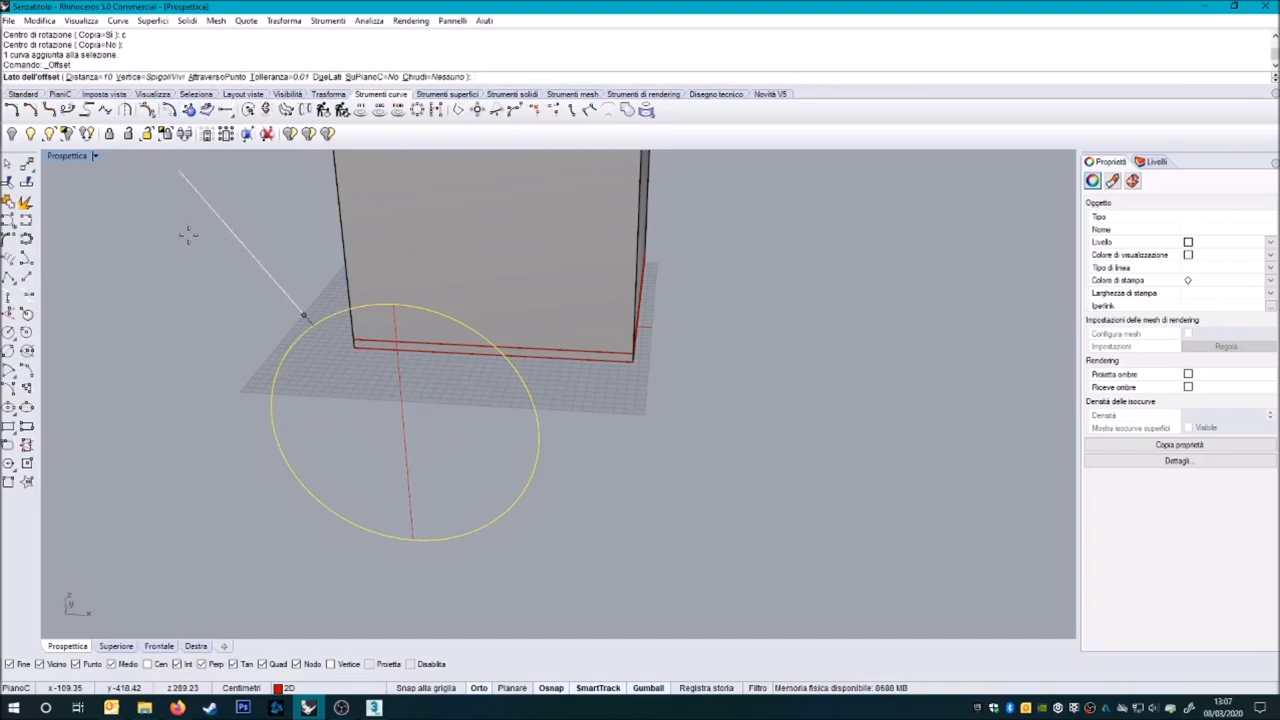 Senzatitolo - Rhinoceros 5.0 Commercial - [Prospettica]
File Modifica Visualizza Curve Superfici Solidi Mesh Quote Trasforma Strumenti Analizza Rendering Pannelli Aiuti
Centro di rotazione ( Copia=Sì ): c
Centro di rotazione ( Copia=No ):
1 curva aggiunta alla selezione.
Comando: _Offset
Lato dell'offset ( Distanza=10 Vertice=SpigoliVivi AttraversoPunto Tolleranza=0.01 DueLati SuPianoC=No Chiudi=Nessuno ):
Standard PianiC Imposta vista Visualizza Selezione Layout viste Visibilità Trasforma Strumenti curve Strumenti superfici Strumenti solidi Strumenti mesh Strumenti di rendering Disegno tecnico Novità V5
Prospettica
Proprietà Livelli
Oggetto
Tipo
Nome
Livello
Colore di visualizzazione
Tipo di linea
Colore di stampa
Larghezza di stampa
Iperlink
Impostazioni delle mesh di rendering
Configura mesh
Impostazioni Regola...
Rendering
Proietta ombre
Riceve ombre
Densità delle isocurve
Densità
Mostra isocurve superfici Visibile
Copia proprietà
Dettagli...
z
y
x
Prospettica Superiore Frontale Destra
Fine Vicino Punto Medio Cen Int Perp Tan Quad Nodo Vertice Proietta Disabilita
PianoC x -109.35 y -418.42 z 289.23 Centimetri 2D Snap alla griglia Orto Planare Osnap SmartTrack Gumball Registra storia Filtro Memoria fisica disponibile: 8688 MB
13:07
08/03/2020